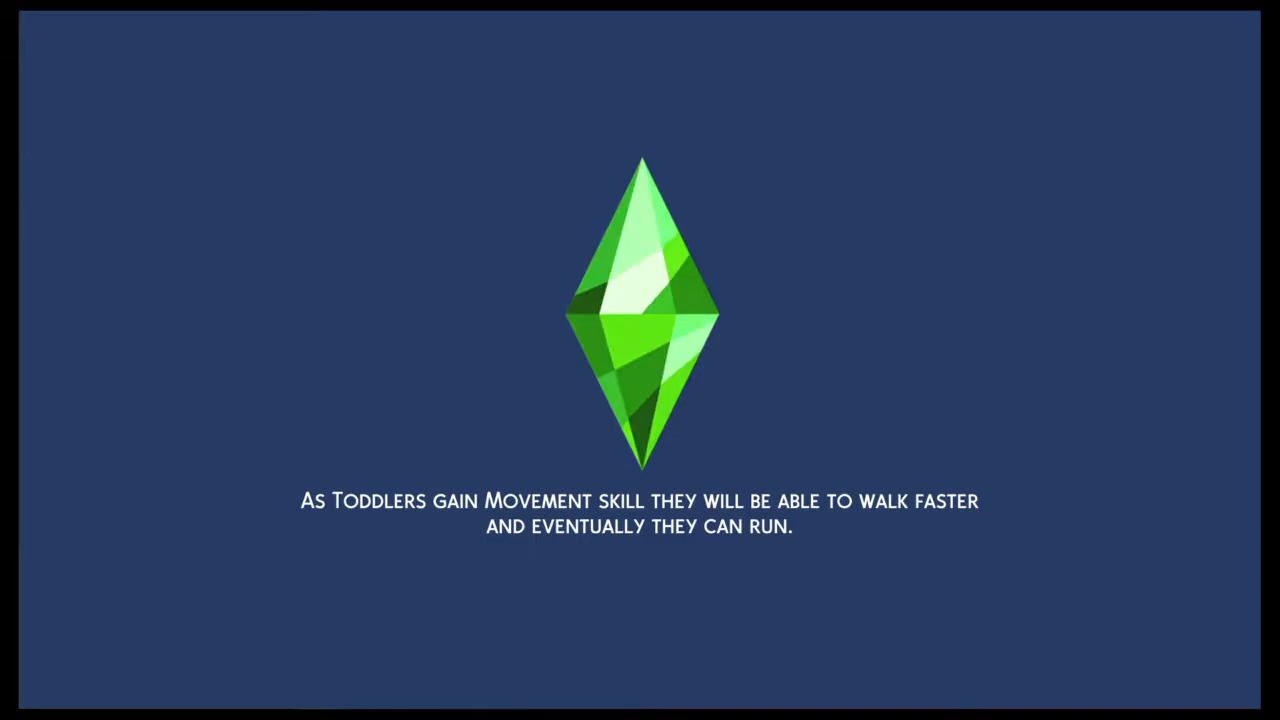 As Toddlers gain Movement skill they will be able to walk faster
and eventually they can run.